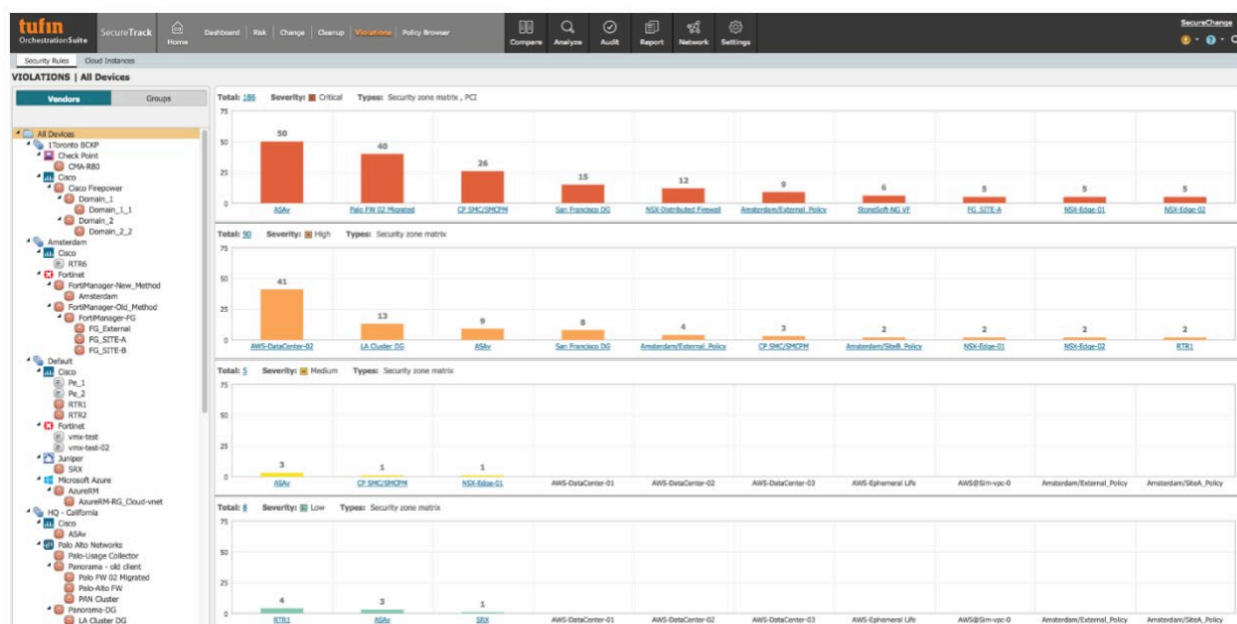 tufin
OrchestrationSuite
SecureTrack
Home
Dashboard Risk Change Cleanup Violations Policy Browser
Compare Analyze Audit Report Network Settings
SecureChange
Security Rules Cloud Instances
VIOLATIONS | All Devices
Vendors Groups
All Devices
1Toronto BCKP
Check Point
CMA-R80
Cisco
Cisco Firepower
Domain_1
Domain_1_1
Domain_2
Domain_2_2
Amsterdam
Cisco
RTR6
Fortinet
FortiManager-New_Method
Amsterdam
FortiManager-Old_Method
FortiManager-FG
FG_External
FG_SITE-A
FG_SITE-B
Default
Cisco
Pe_1
Pe_2
RTR1
RTR2
Fortinet
vmx-test
vmx-test-02
Juniper
SRX
Microsoft Azure
AzureRM
AzureRM-RG_Cloud-vnet
HQ - California
Cisco
ASAv
Palo Alto Networks
Palo-Usage Collector
Panorama - old client
Palo FW 02 Migrated
Palo-Alto FW
PAN Cluster
Panorama-DG
LA Cluster DG
Total: 186 Severity: Critical Types: Security zone matrix , PCI
75
50
25
0
50 40 26 15 12 9 6 5 5 5
ASAv Palo FW 02 Migrated CP SMC/SMCPM San Francisco DG NSX-Distributed Firewall Amsterdam/External_Policy StoneSoft-NG VF FG_SITE-A NSX-Edge-01 NSX-Edge-02
Total: 90 Severity: High Types: Security zone matrix
75
50
25
0
41 13 9 8 4 3 2 2 2 2
AWS-DataCenter-02 LA Cluster DG ASAv San Francisco DG Amsterdam/External_Policy CP SMC/SMCPM Amsterdam/SiteB_Policy NSX-Edge-01 NSX-Edge-02 RTR1
Total: 5 Severity: Medium Types: Security zone matrix
75
50
25
0
3 1 1
ASAv CP SMC/SMCPM NSX-Edge-01 AWS-DataCenter-01 AWS-DataCenter-02 AWS-DataCenter-03 AWS-Ephemeral Life AWS@Sim-vpc-0 Amsterdam/External_Policy Amsterdam/SiteA_Policy
Total: 8 Severity: Low Types: Security zone matrix
75
50
25
0
4 3 1
RTR1 ASAv SRX AWS-DataCenter-01 AWS-DataCenter-02 AWS-DataCenter-03 AWS-Ephemeral Life AWS@Sim-vpc-0 Amsterdam/External_Policy Amsterdam/SiteA_Policy